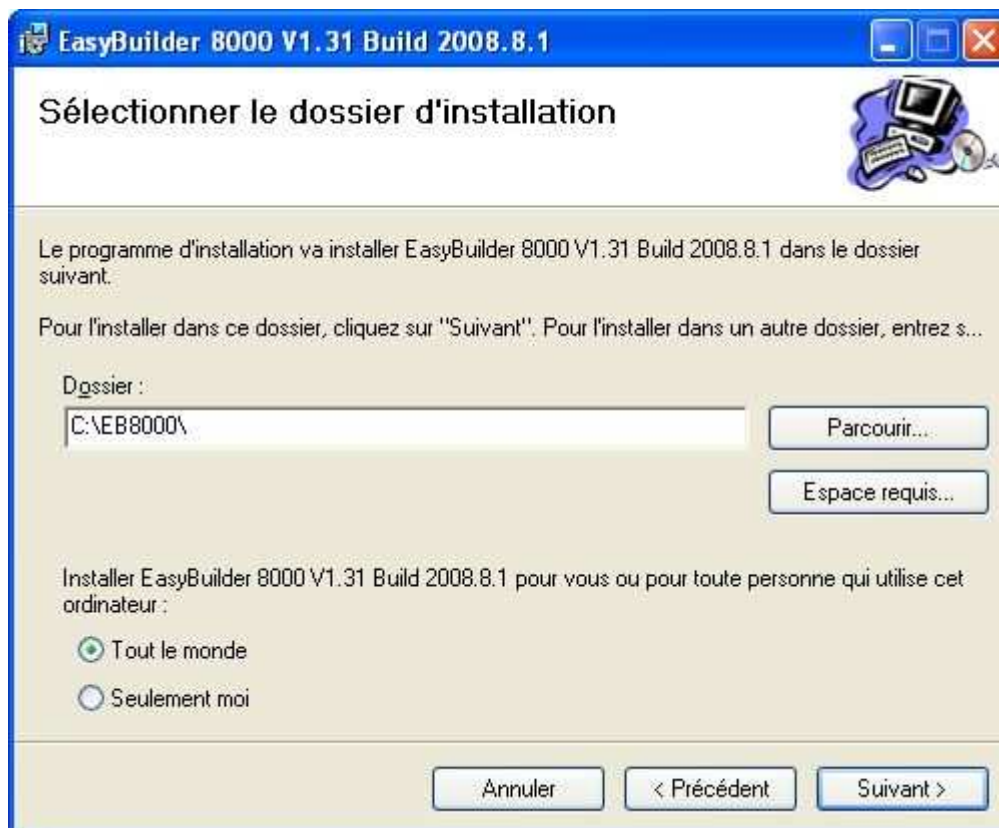 EasyBuilder 8000 V1.31 Build 2008.8.1
Sélectionner le dossier d'installation
Le programme d'installation va installer EasyBuilder 8000 V1.31 Build 2008.8.1 dans le dossier
suivant.
Pour l'installer dans ce dossier, cliquez sur "Suivant". Pour l'installer dans un autre dossier, entrez s...
Dossier :
C:\EB8000\
Parcourir...
Espace requis...
Installer EasyBuilder 8000 V1.31 Build 2008.8.1 pour vous ou pour toute personne qui utilise cet
ordinateur :
Tout le monde
Seulement moi
Annuler
< Précédent
Suivant >